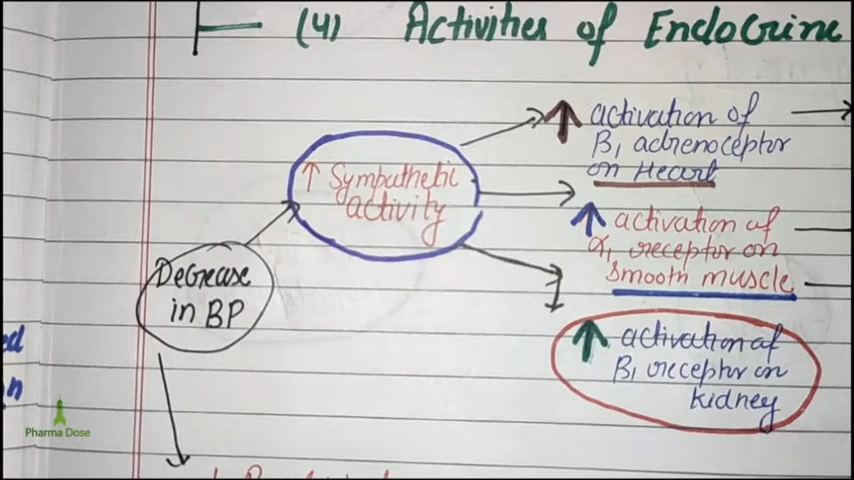 (4) Activities of Endocrine
↑ activation of
β₁ adrenoceptor
on Heart
↑ Sympathetic
activity
↑ activation of
α₁ receptor on
Smooth muscle
Decrease
in BP
↑ activation of
β₁ receptor on
kidney
ed
n
Pharma Dose